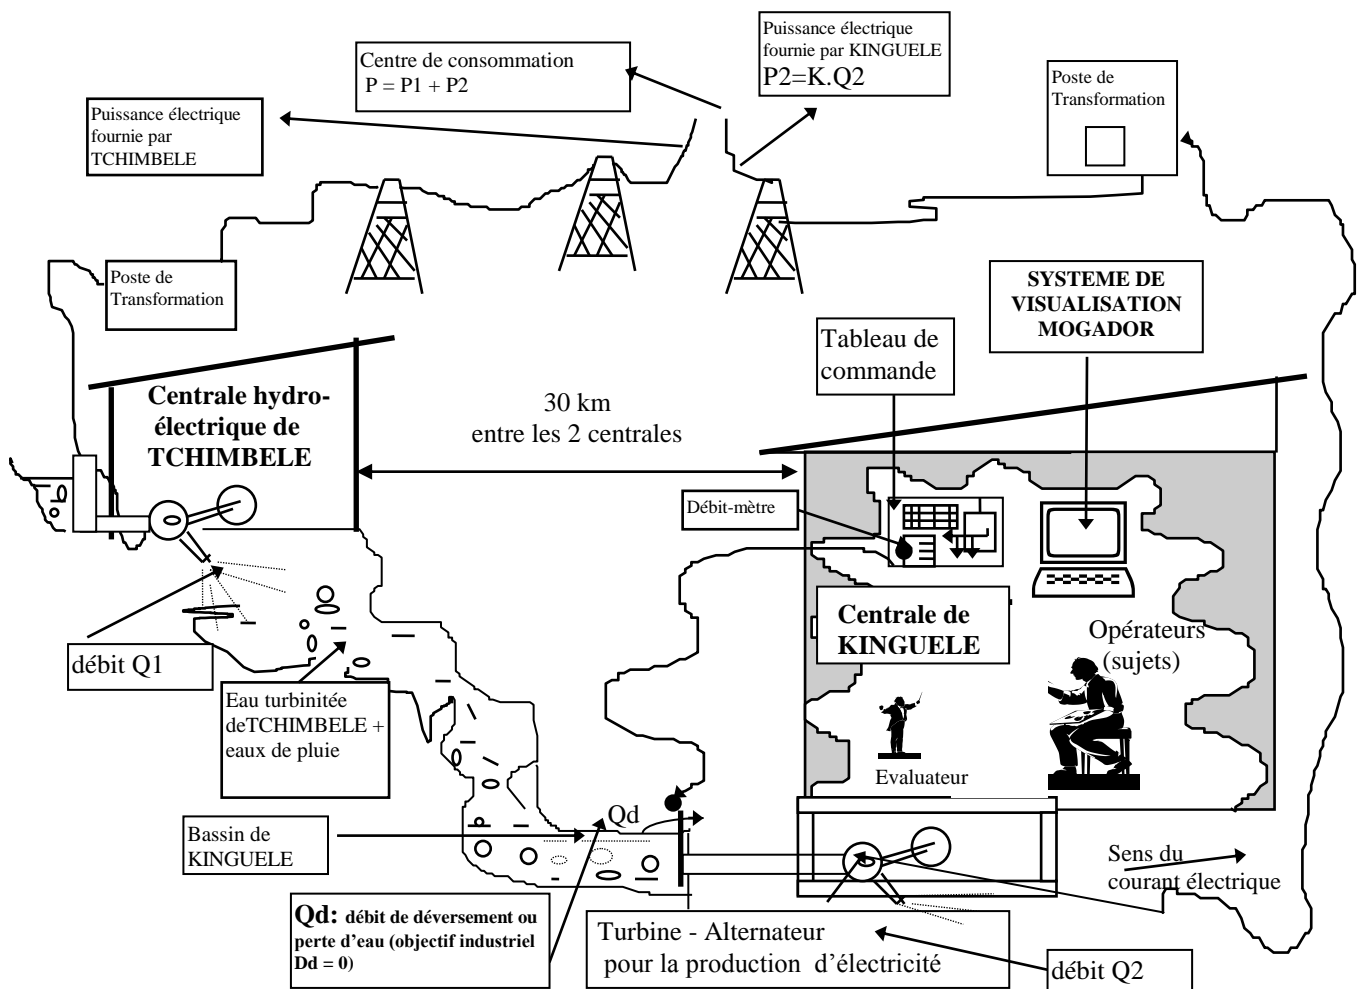 Puissance électrique
fournie par KINGUELE
P2=K.Q2
Centre de consommation
P = P1 + P2
Poste de
Transformation
Puissance électrique
fournie par
TCHIMBELE
Poste de
Transformation
SYSTEME DE
VISUALISATION
MOGADOR
Tableau de
commande
Centrale hydro-
électrique de
TCHIMBELE
30 km
entre les 2 centrales
Débit-mètre
Centrale de
KINGUELE
Opérateurs
(sujets)
débit Q1
Eau turbinitée
deTCHIMBELE +
eaux de pluie
Evaluateur
Qd
Bassin de
KINGUELE
Sens du
courant électrique
Qd: débit de déversement ou
perte d'eau (objectif industriel
Dd = 0)
Turbine - Alternateur
pour la production d'électricité
débit Q2